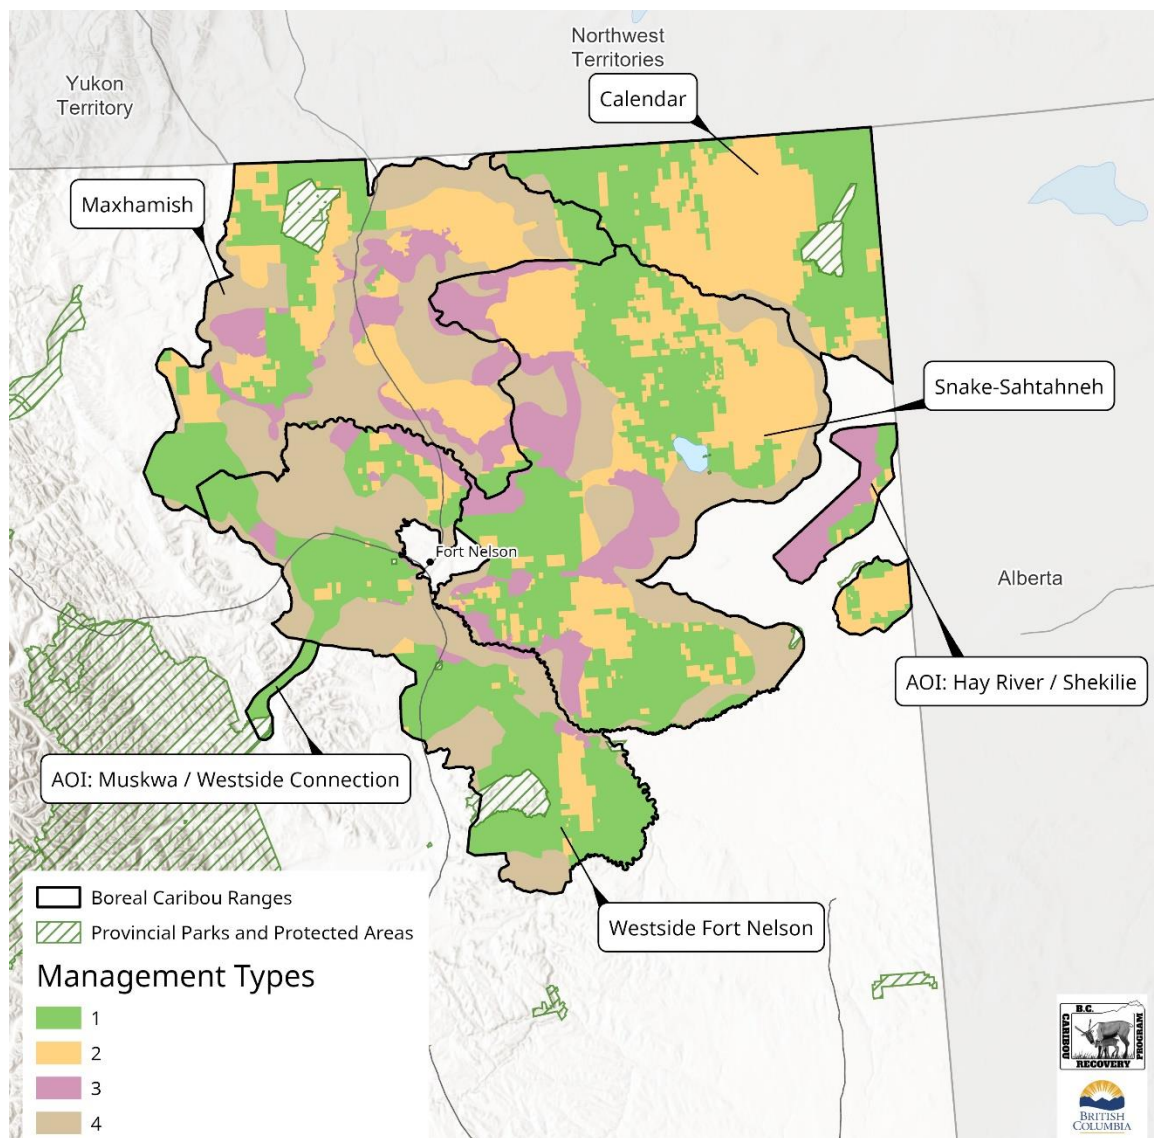 Northwest
Territories
Yukon
Territory
Calendar
Maxhamish
Snake-Sahtahneh
Fort Nelson
Alberta
AOI: Hay River / Shekilie
AOI: Muskwa / Westside Connection
Westside Fort Nelson
Boreal Caribou Ranges
Provincial Parks and Protected Areas
Management Types
1
2
3
4
B.C.
CARIBOU
PROGRAM
RECOVERY
BRITISH
COLUMBIA